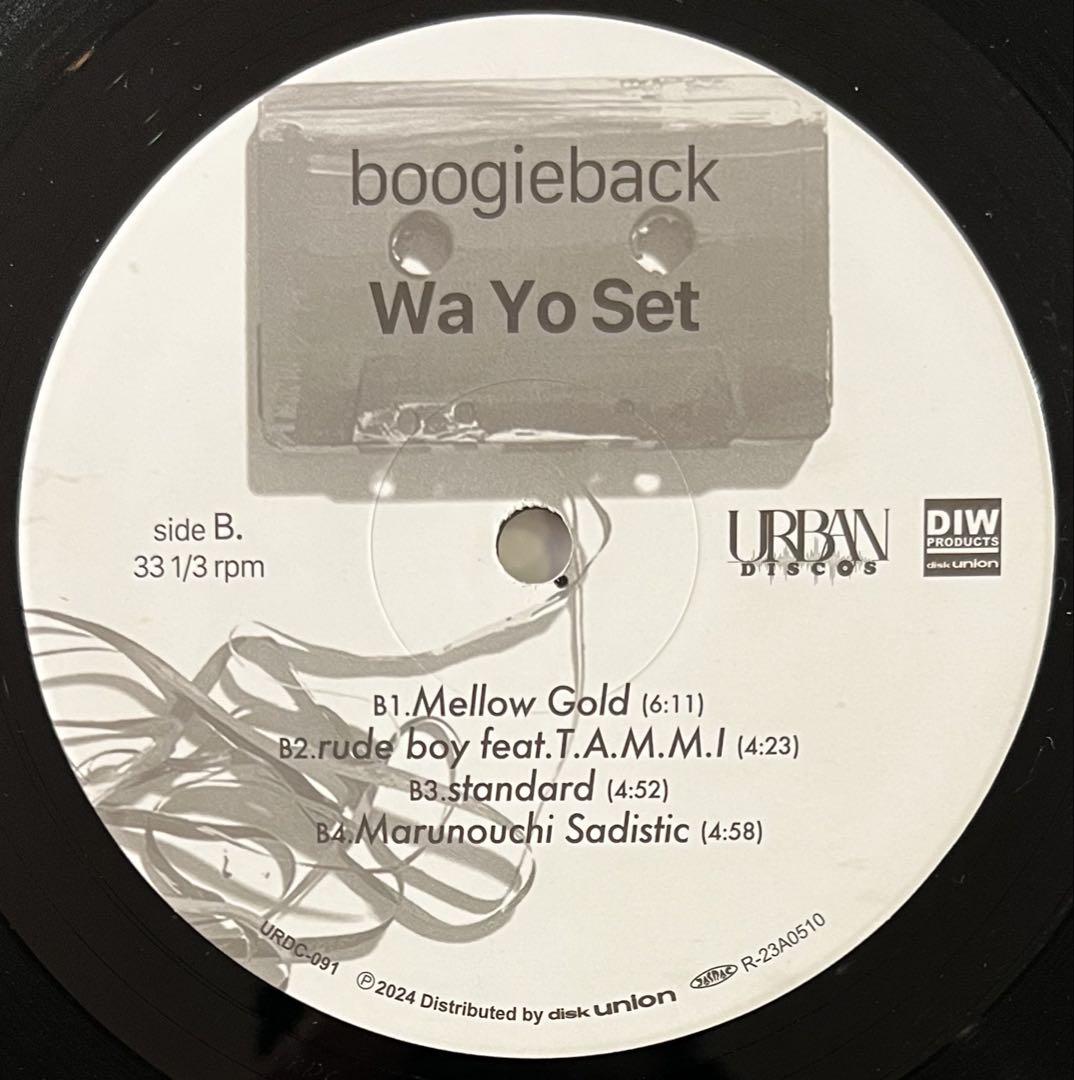 boogieback
Wa Yo Set
side B.
33 1/3 rpm
URBAN
DISCOS
DIW
PRODUCTS
disk union
B1.Mellow Gold (6:11)
B2.rude boy feat.T.A.M.M.I (4:23)
B3.standard (4:52)
B4.Marunouchi Sadistic (4:58)
URDC-091
℗2024 Distributed by disk union
JASRAC R-23A0510